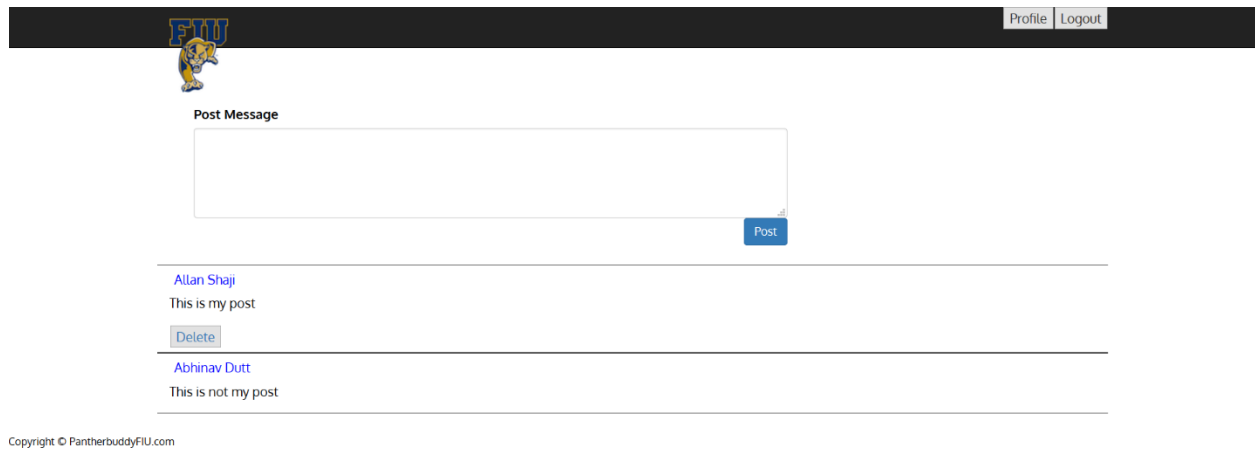 FIU
Profile Logout
Post Message
Post
Allan Shaji
This is my post
Delete
Abhinav Dutt
This is not my post
Copyright © PantherbuddyFIU.com